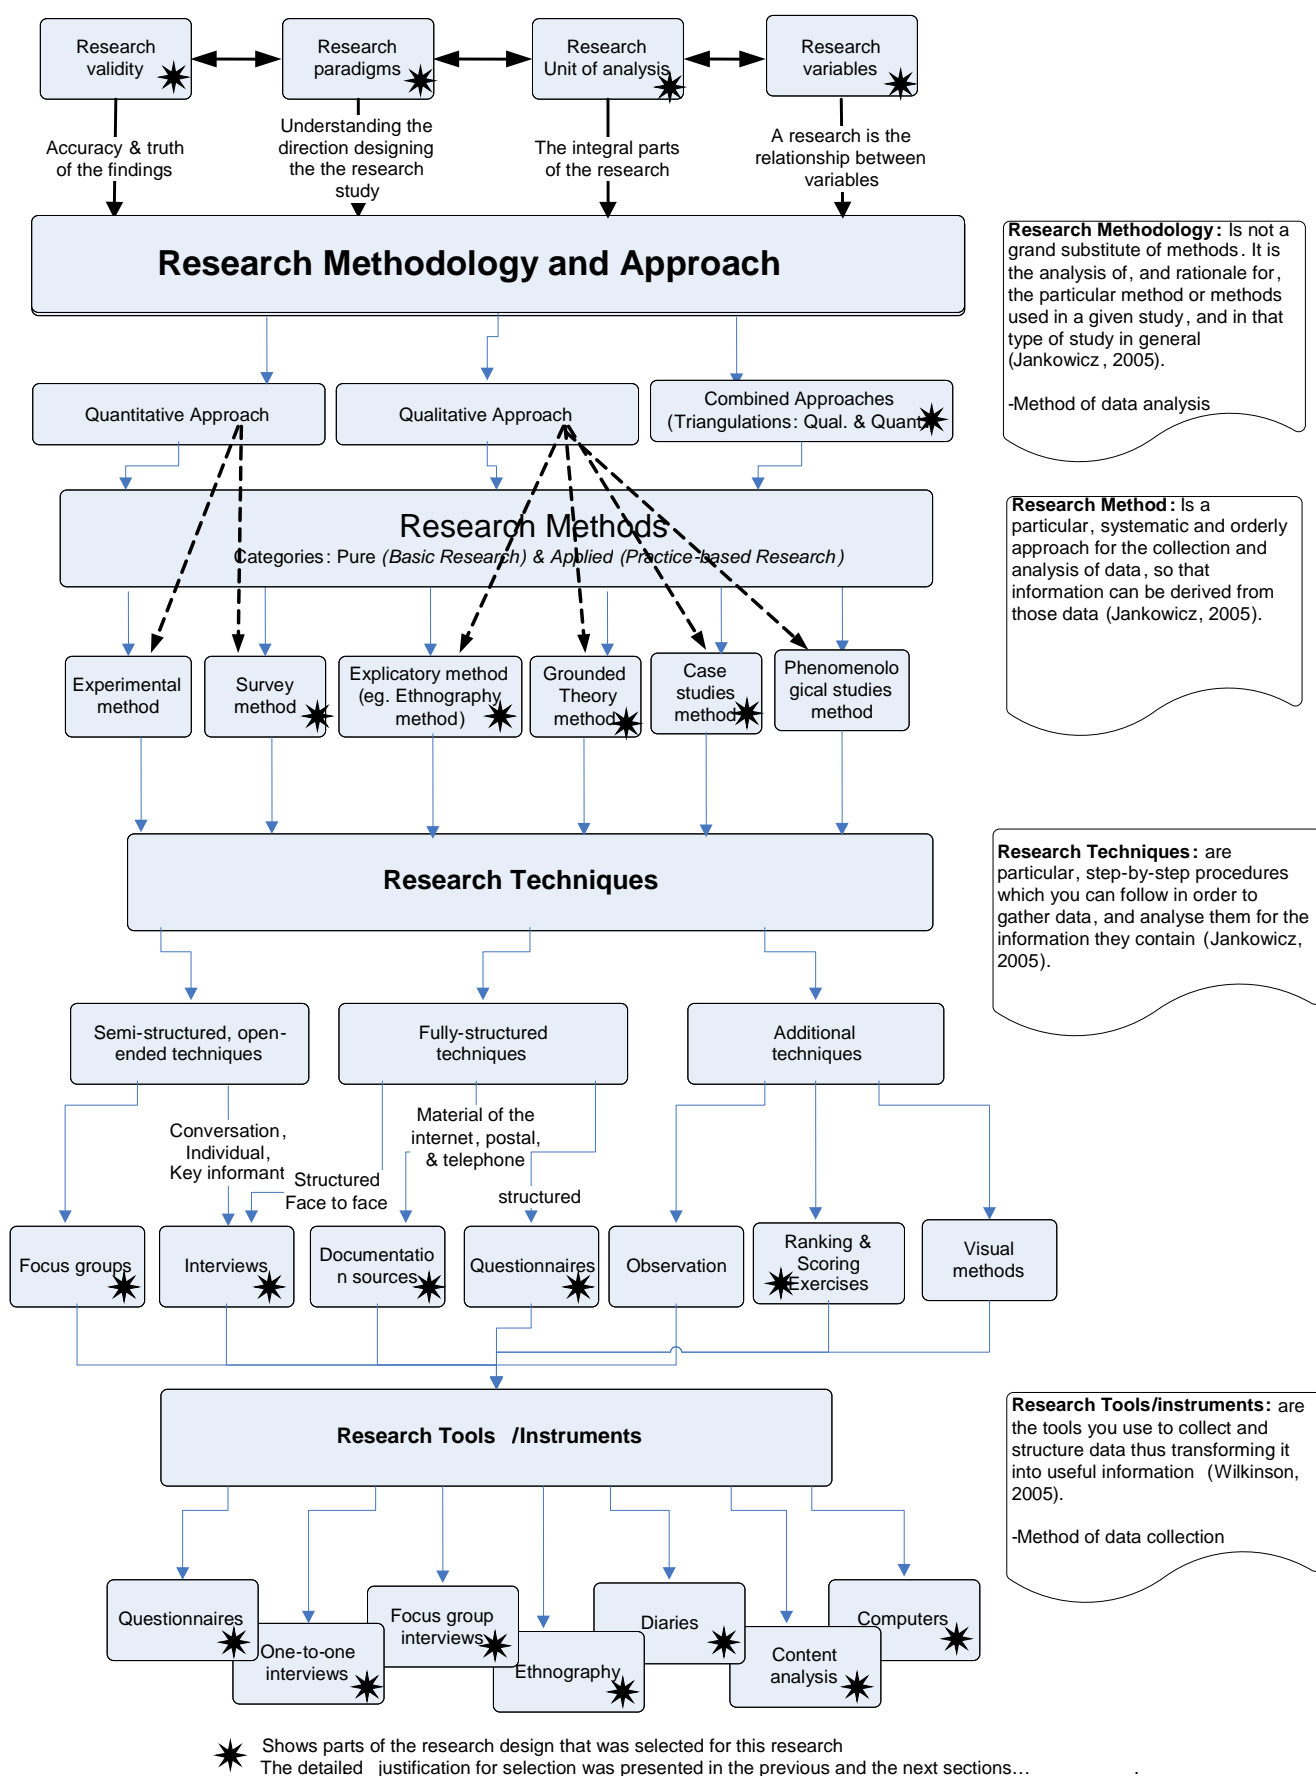 Research
validity
Research
paradigms
Research
Unit of analysis
Research
variables
Accuracy & truth
of the findings
Understanding the
direction designing
the the research
study
The integral parts
of the research
A research is the
relationship between
variables
Research Methodology and Approach
Research Methodology: Is not a
grand substitute of methods. It is
the analysis of, and rationale for,
the particular method or methods
used in a given study, and in that
type of study in general
(Jankowicz, 2005).
-Method of data analysis
Quantitative Approach
Qualitative Approach
Combined Approaches
(Triangulations: Qual. & Quant
Research Methods
Categories: Pure (Basic Research) & Applied (Practice-based Research)
Research Method: Is a
particular, systematic and orderly
approach for the collection and
analysis of data, so that
information can be derived from
those data (Jankowicz, 2005).
Experimental
method
Survey
method
Explicatory method
(eg. Ethnography
method)
Grounded
Theory
method
Case
studies
method
Phenomenolo
gical studies
method
Research Techniques
Research Techniques: are
particular, step-by-step procedures
which you can follow in order to
gather data, and analyse them for the
information they contain (Jankowicz,
2005).
Semi-structured, open-
ended techniques
Fully-structured
techniques
Additional
techniques
Conversation,
Individual,
Key informant
Structured
Face to face
Material of the
internet, postal,
& telephone
structured
Focus groups
Interviews
Documentatio
n sources
Questionnaires
Observation
Ranking &
Scoring
Exercises
Visual
methods
Research Tools /Instruments
Research Tools/instruments: are
the tools you use to collect and
structure data thus transforming it
into useful information (Wilkinson,
2005).
-Method of data collection
Questionnaires
One-to-one
interviews
Focus group
interviews
Ethnography
Diaries
Content
analysis
Computers
Shows parts of the research design that was selected for this research
The detailed justification for selection was presented in the previous and the next sections... .